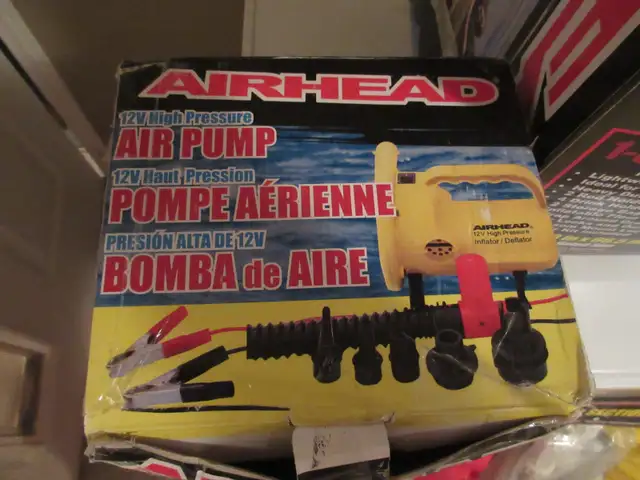 AIRHEAD
12V High Pressure
AIR PUMP
12V Haut Pression
POMPE AÉRIENNE
PRESIÓN ALTA DE 12V
BOMBA de AIRE
AIRHEAD
12V High Pressure
Inflator / Deflator